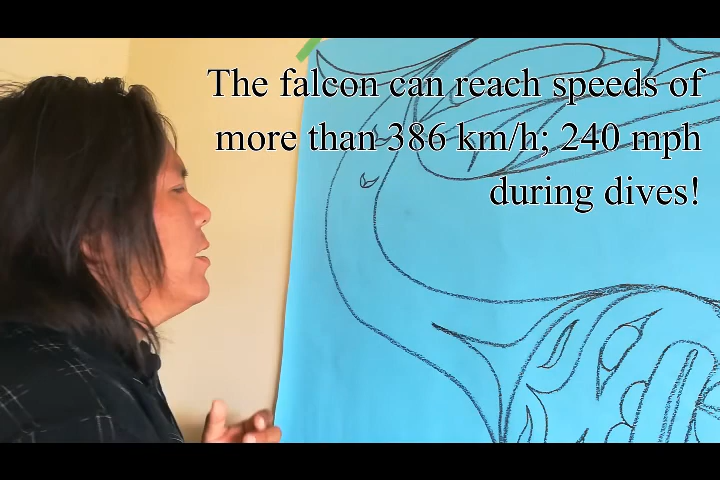 The falcon can reach speeds of
more than 386 km/h; 240 mph
during dives!